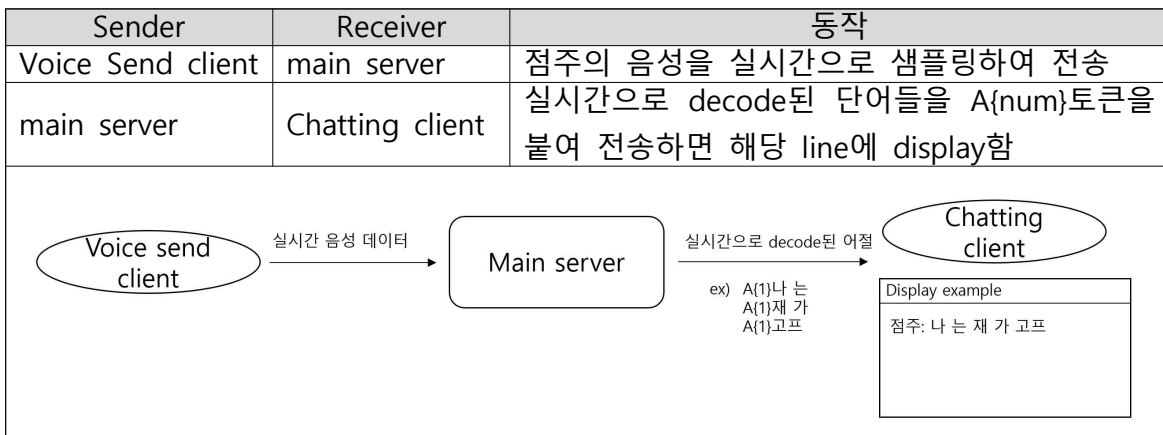 Sender Receiver 동작
Voice Send client main server 점주의 음성을 실시간으로 샘플링하여 전송
main server Chatting client 실시간으로 decode된 단어들을 A{num}토큰을
붙여 전송하면 해당 line에 display함
Voice send
client
실시간 음성 데이터
Main server
실시간으로 decode된 어절
ex) A{1}나 는
A{1}재 가
A{1}고프
Chatting
client
Display example
점주: 나 는 재 가 고프